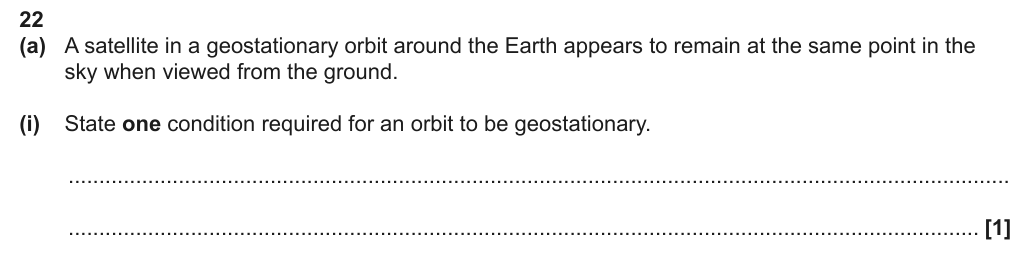 22
(a) A satellite in a geostationary orbit around the Earth appears to remain at the same point in the
sky when viewed from the ground.
(i) State one condition required for an orbit to be geostationary.
................................................................................
................................................................................ [1]